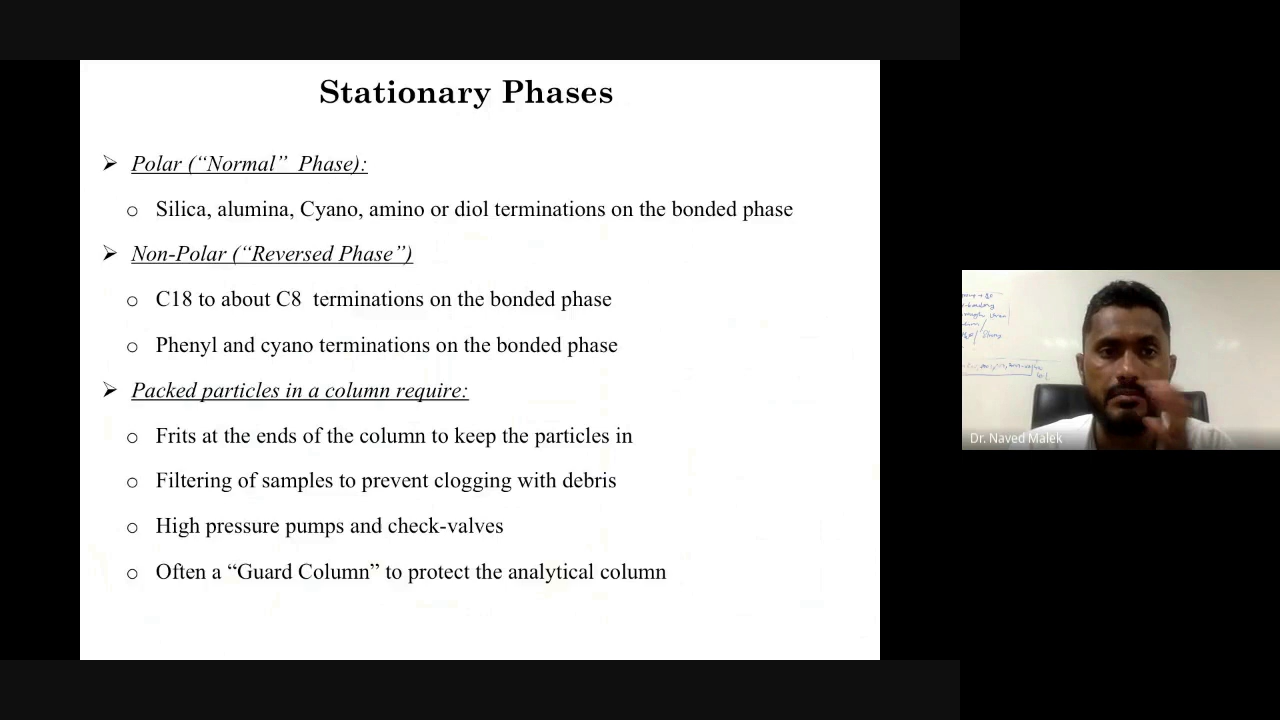 Stationary Phases
➢ Polar (“Normal” Phase):
o Silica, alumina, Cyano, amino or diol terminations on the bonded phase
➢ Non-Polar (“Reversed Phase”)
o C18 to about C8 terminations on the bonded phase
o Phenyl and cyano terminations on the bonded phase
➢ Packed particles in a column require:
o Frits at the ends of the column to keep the particles in
o Filtering of samples to prevent clogging with debris
o High pressure pumps and check-valves
o Often a “Guard Column” to protect the analytical column
Dr. Naved Malek